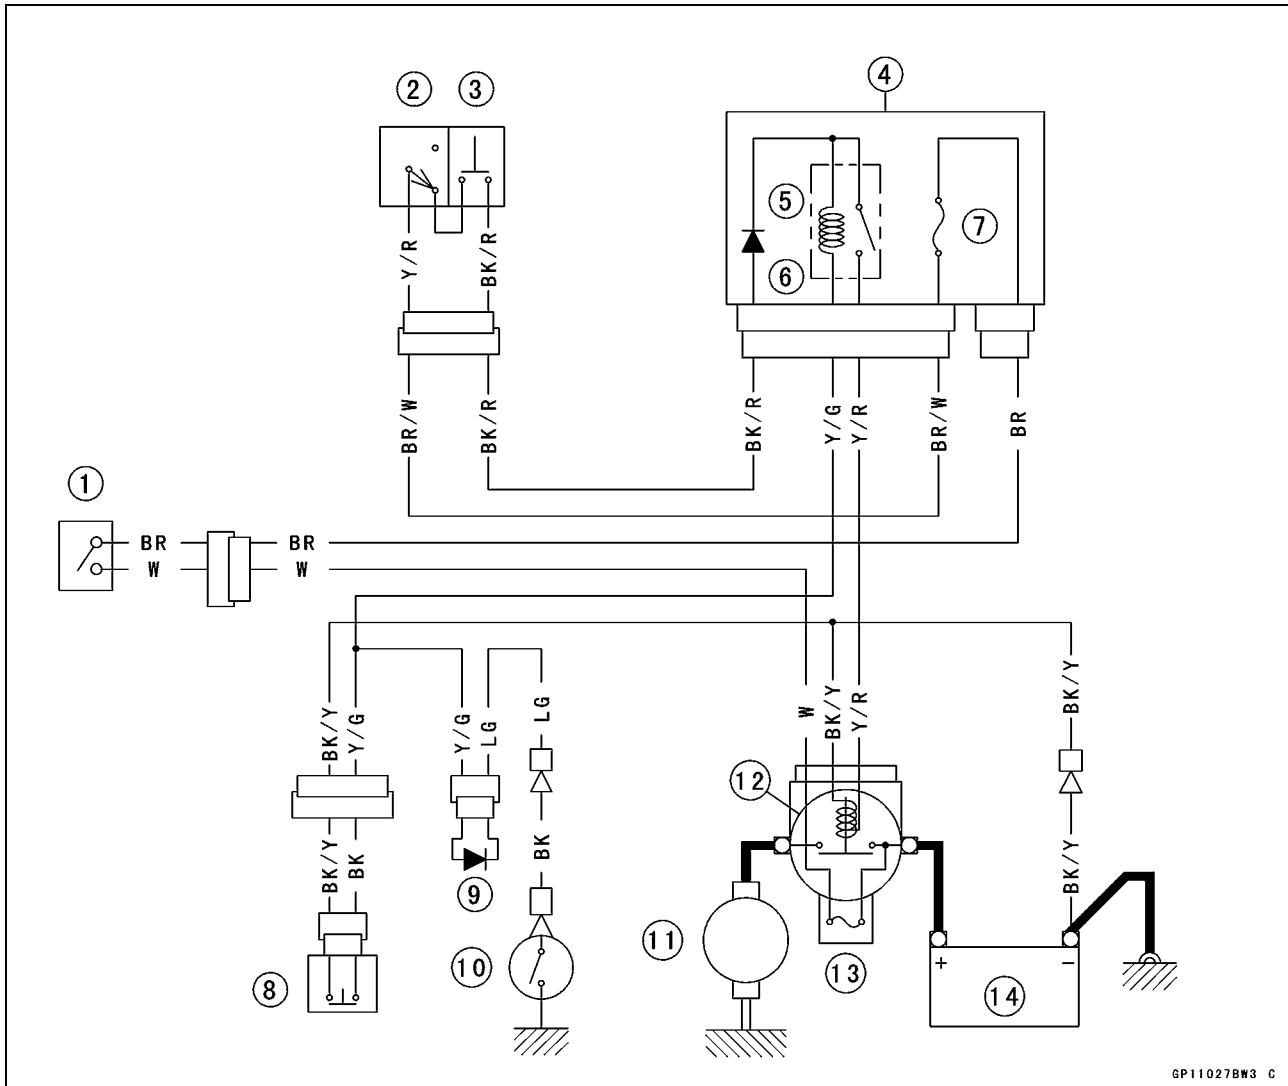 2 3
4
5
6
7
Y/R BK/R
BR/W BK/R
BK/R Y/G Y/R BR/W BR
1
BR BR
W W
BK/Y Y/G Y/G LG LG
W BK/Y Y/R
BK/Y
12
BK/Y BK
BK
BK/Y
9
8
10
11
13
+ −
14
GP11027BW3 C